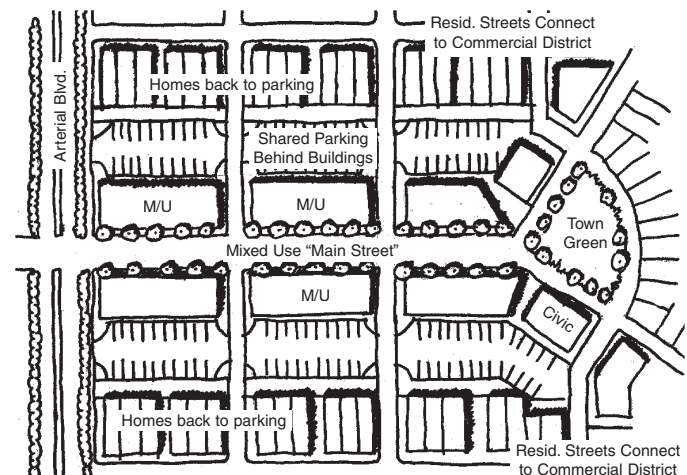 Resid. Streets Connect
to Commercial District
Arterial Blvd.
Homes back to parking
Shared Parking
Behind Buildings
M/U
M/U
Town
Green
Mixed Use “Main Street”
M/U
Civic
Homes back to parking
Resid. Streets Connect
to Commercial District